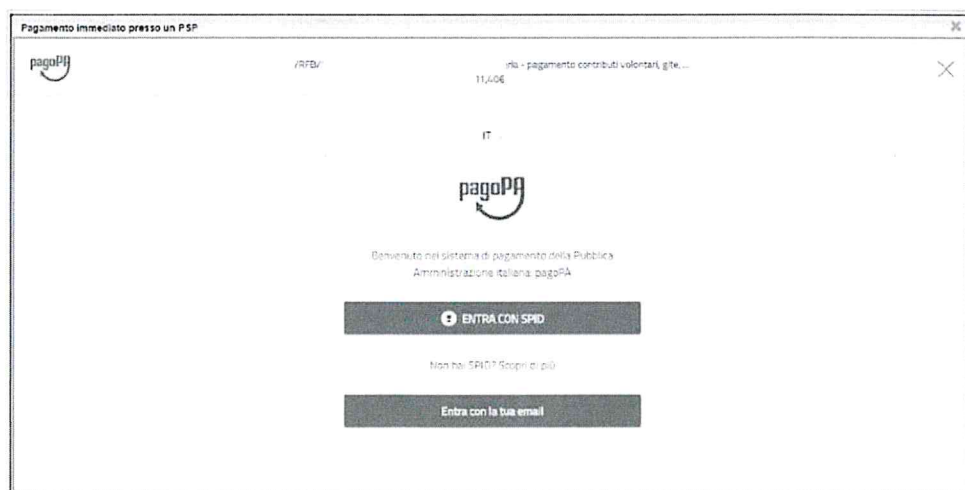 Pagamento immediato presso un PSP
pagoPA
/RFB/
- pagamento contributi volontari, gite, ...
11,40€
IT
pagoPA
Benvenuto nel sistema di pagamento della Pubblica
Amministrazione italiana: pagoPA
ENTRA CON SPID
Non hai SPID? Scopri di più
Entra con la tua email